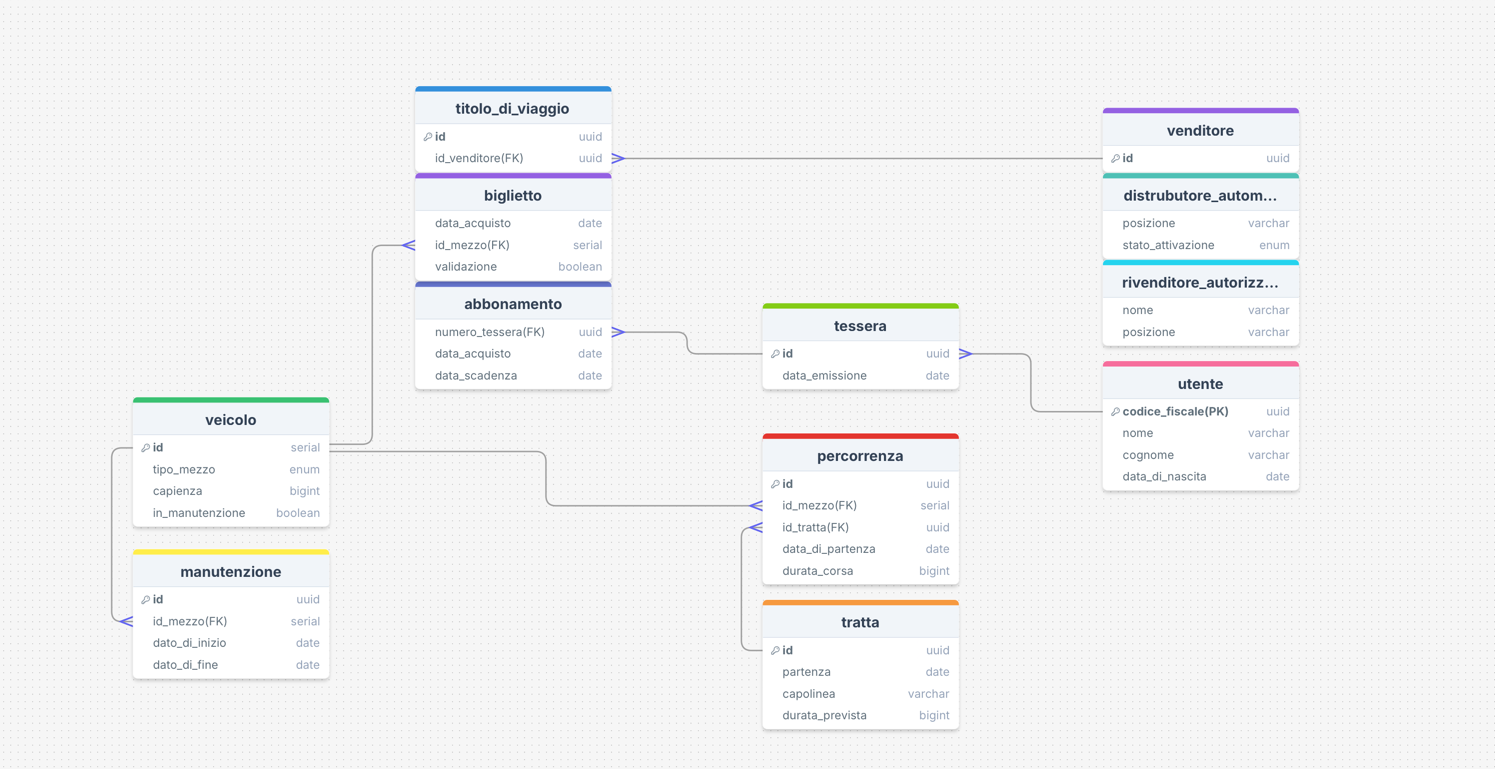 titolo_di_viaggio
id uuid
id_venditore(FK) uuid
biglietto
data_acquisto date
id_mezzo(FK) serial
validazione boolean
abbonamento
numero_tessera(FK) uuid
data_acquisto date
data_scadenza date
venditore
id uuid
distrubutore_autom...
posizione varchar
stato_attivazione enum
rivenditore_autorizz...
nome varchar
posizione varchar
tessera
id uuid
data_emissione date
utente
codice_fiscale(PK) uuid
nome varchar
cognome varchar
data_di_nascita date
veicolo
id serial
tipo_mezzo enum
capienza bigint
in_manutenzione boolean
percorrenza
id uuid
id_mezzo(FK) serial
id_tratta(FK) uuid
data_di_partenza date
durata_corsa bigint
manutenzione
id uuid
id_mezzo(FK) serial
dato_di_inizio date
dato_di_fine date
tratta
id uuid
partenza date
capolinea varchar
durata_prevista bigint